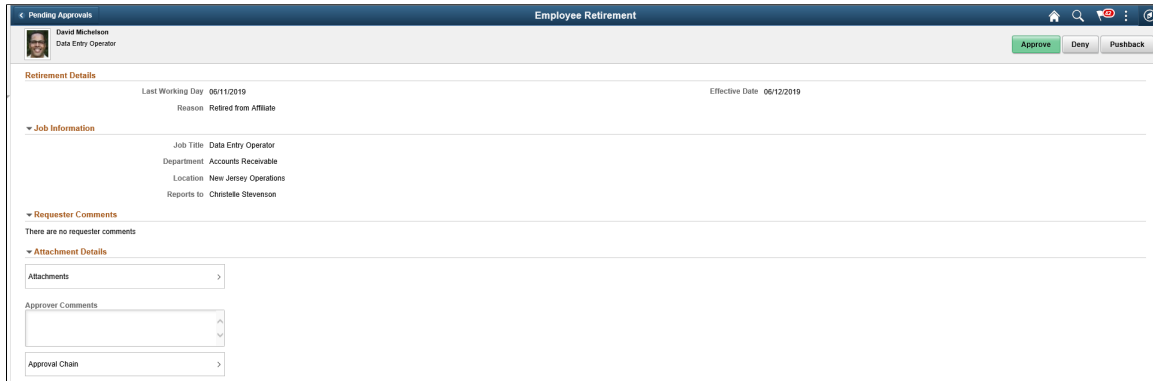 Pending Approvals
Employee Retirement
42
David Michelson
Data Entry Operator
Approve
Deny
Pushback
Retirement Details
Last Working Day 06/11/2019
Effective Date 06/12/2019
Reason Retired from Affiliate
Job Information
Job Title Data Entry Operator
Department Accounts Receivable
Location New Jersey Operations
Reports to Christelle Stevenson
Requester Comments
There are no requester comments
Attachment Details
Attachments
Approver Comments
Approval Chain